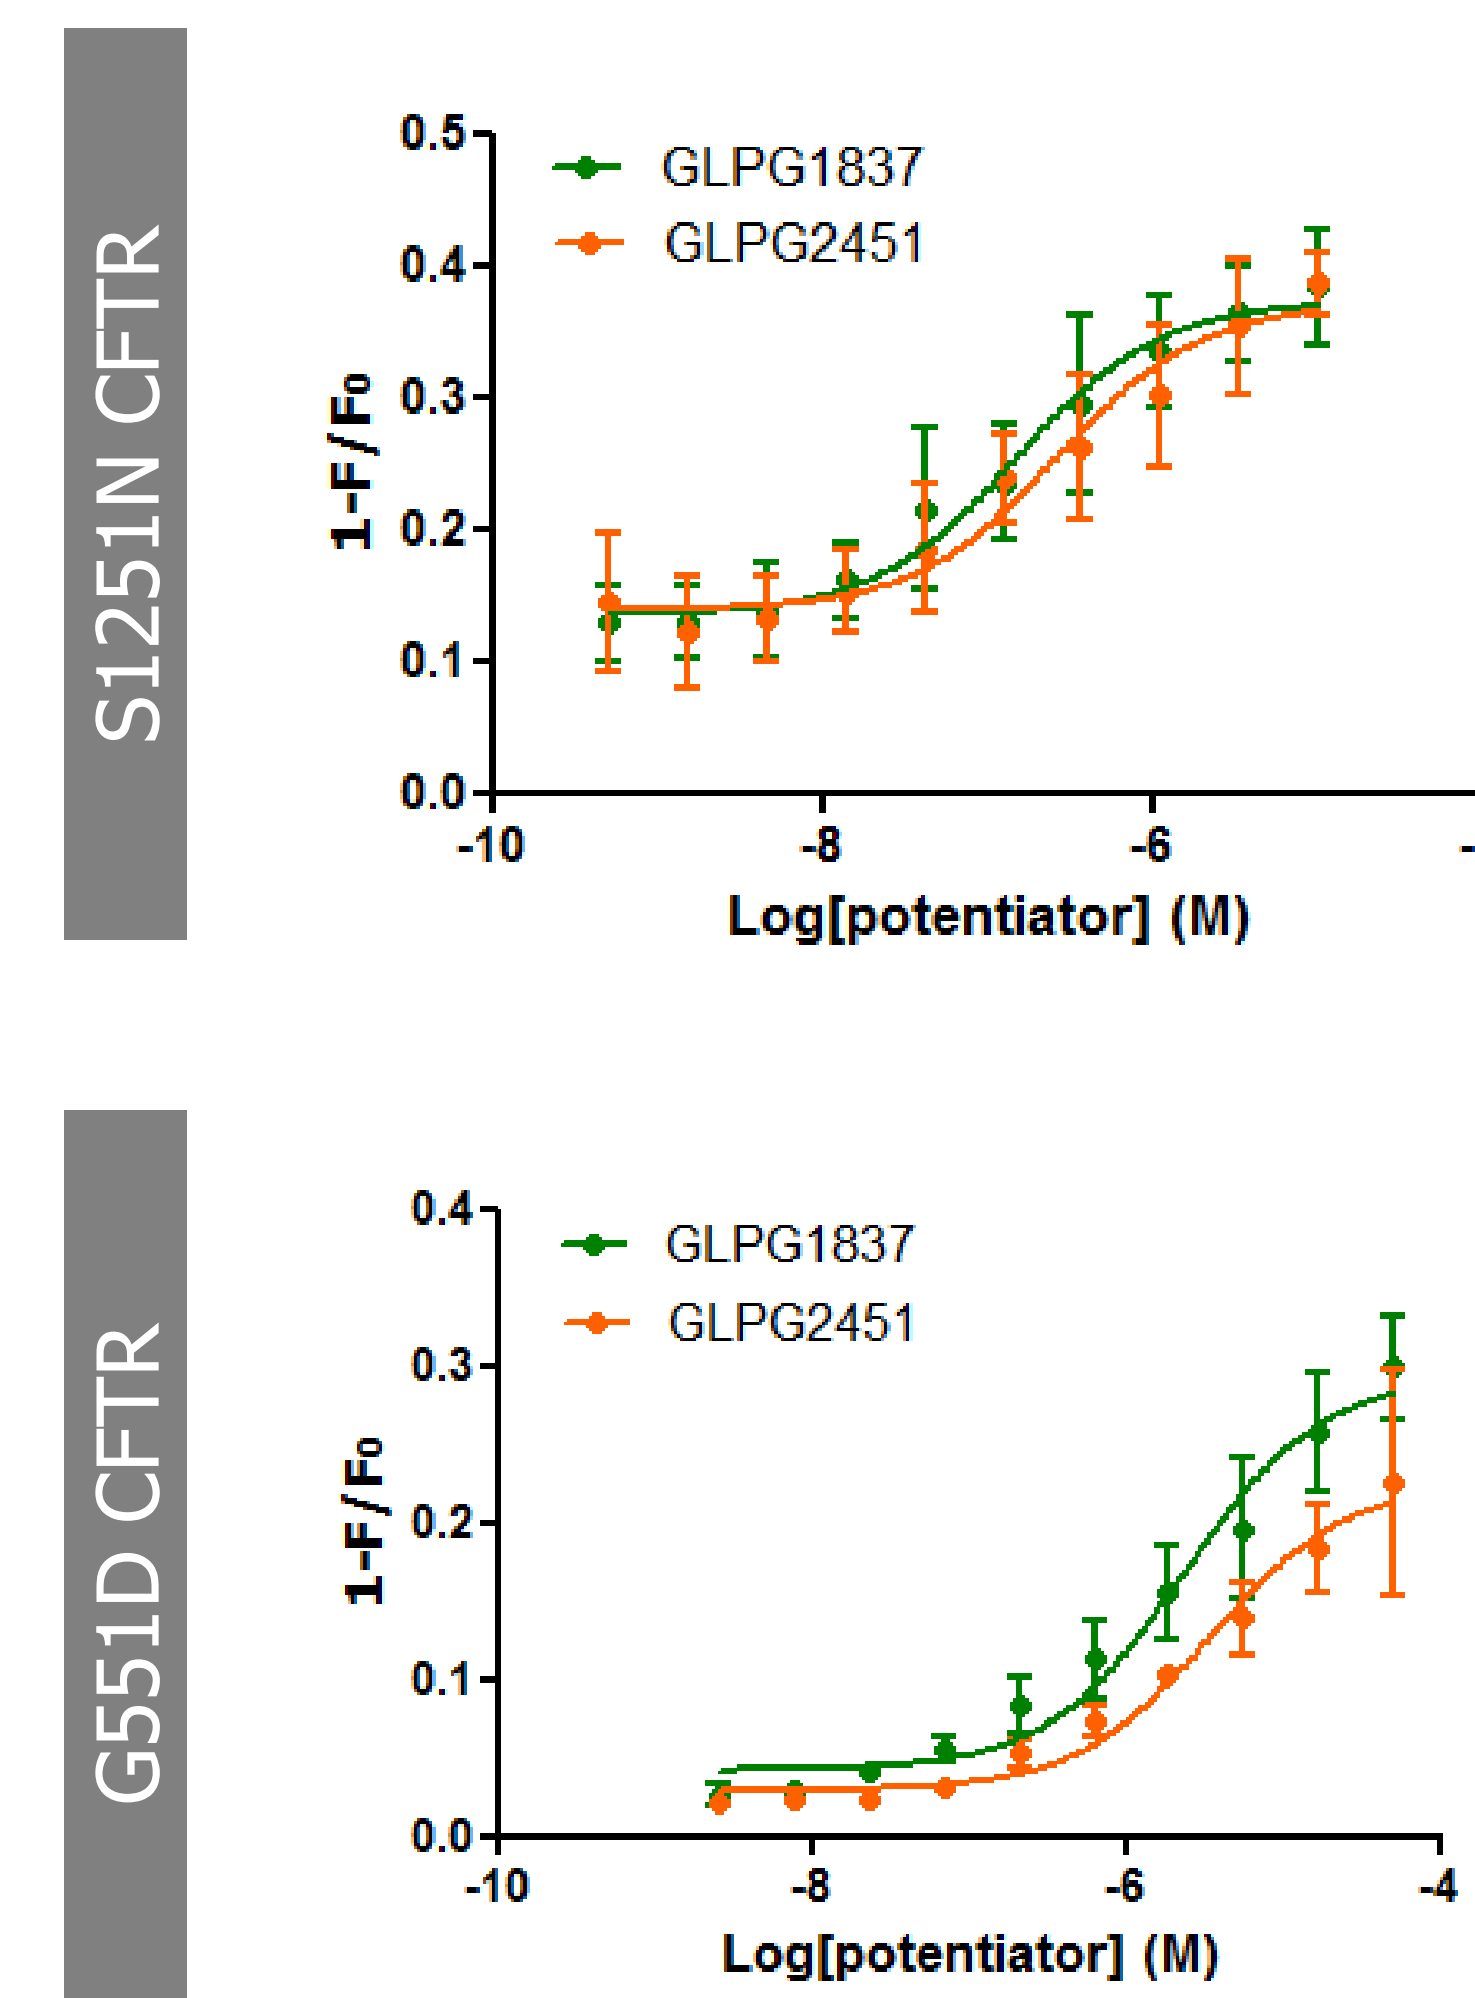 S1251N CFTR
0.5
0.4
0.3
0.2
0.1
0.0
1-F/F₀
GLPG1837
GLPG2451
-10
-8
-6
-
Log[potentiator] (M)
G551D CFTR
0.4
0.3
0.2
0.1
0.0
1-F/F₀
GLPG1837
GLPG2451
-10
-8
-6
-4
Log[potentiator] (M)